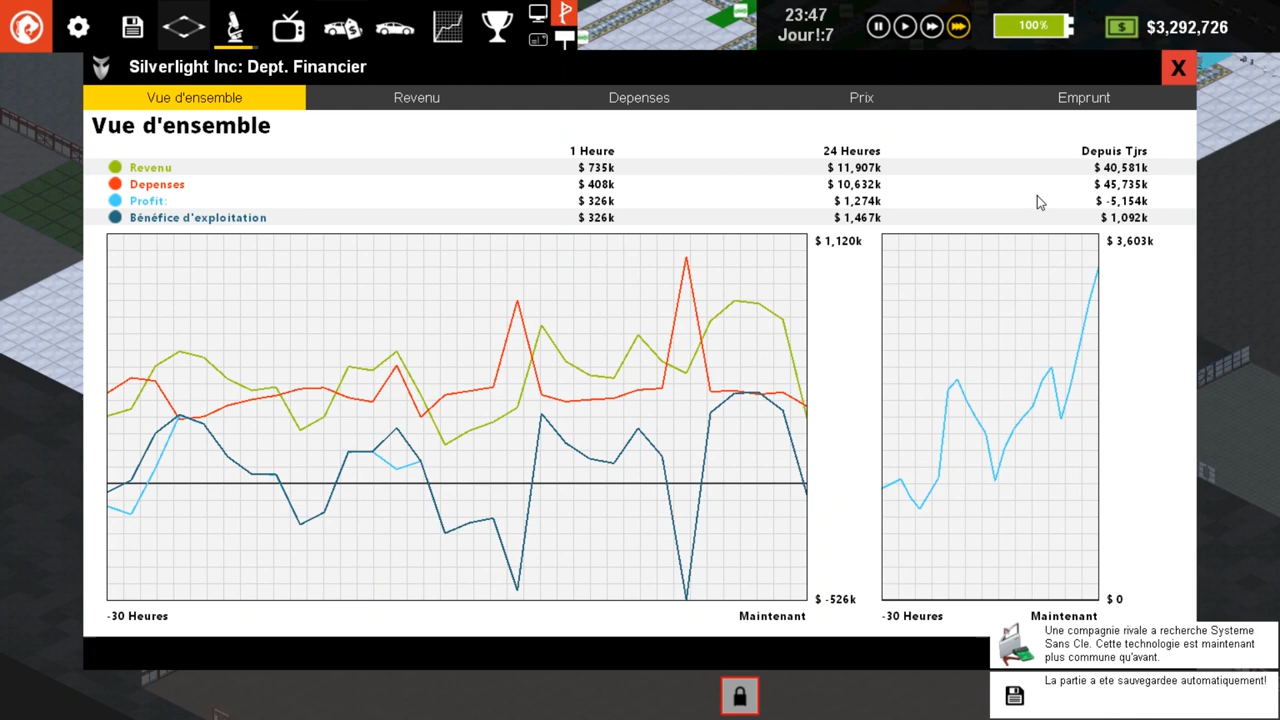 23:47
Jour!:7
100%
$3,292,726
Silverlight Inc: Dept. Financier
X
Vue d'ensemble
Revenu
Depenses
Prix
Emprunt
Vue d'ensemble
1 Heure
24 Heures
Depuis Tjrs
Revenu
$ 735k
$ 11,907k
$ 40,581k
Depenses
$ 408k
$ 10,632k
$ 45,735k
Profit:
$ 326k
$ 1,274k
$ -5,154k
Bénéfice d'exploitation
$ 326k
$ 1,467k
$ 1,092k
$ 1,120k
$ 3,603k
$ -526k
$ 0
-30 Heures
Maintenant
-30 Heures
Maintenant
Une compagnie rivale a recherche Systeme
Sans Cle. Cette technologie est maintenant
plus commune qu'avant.
La partie a ete sauvegardee automatiquement!